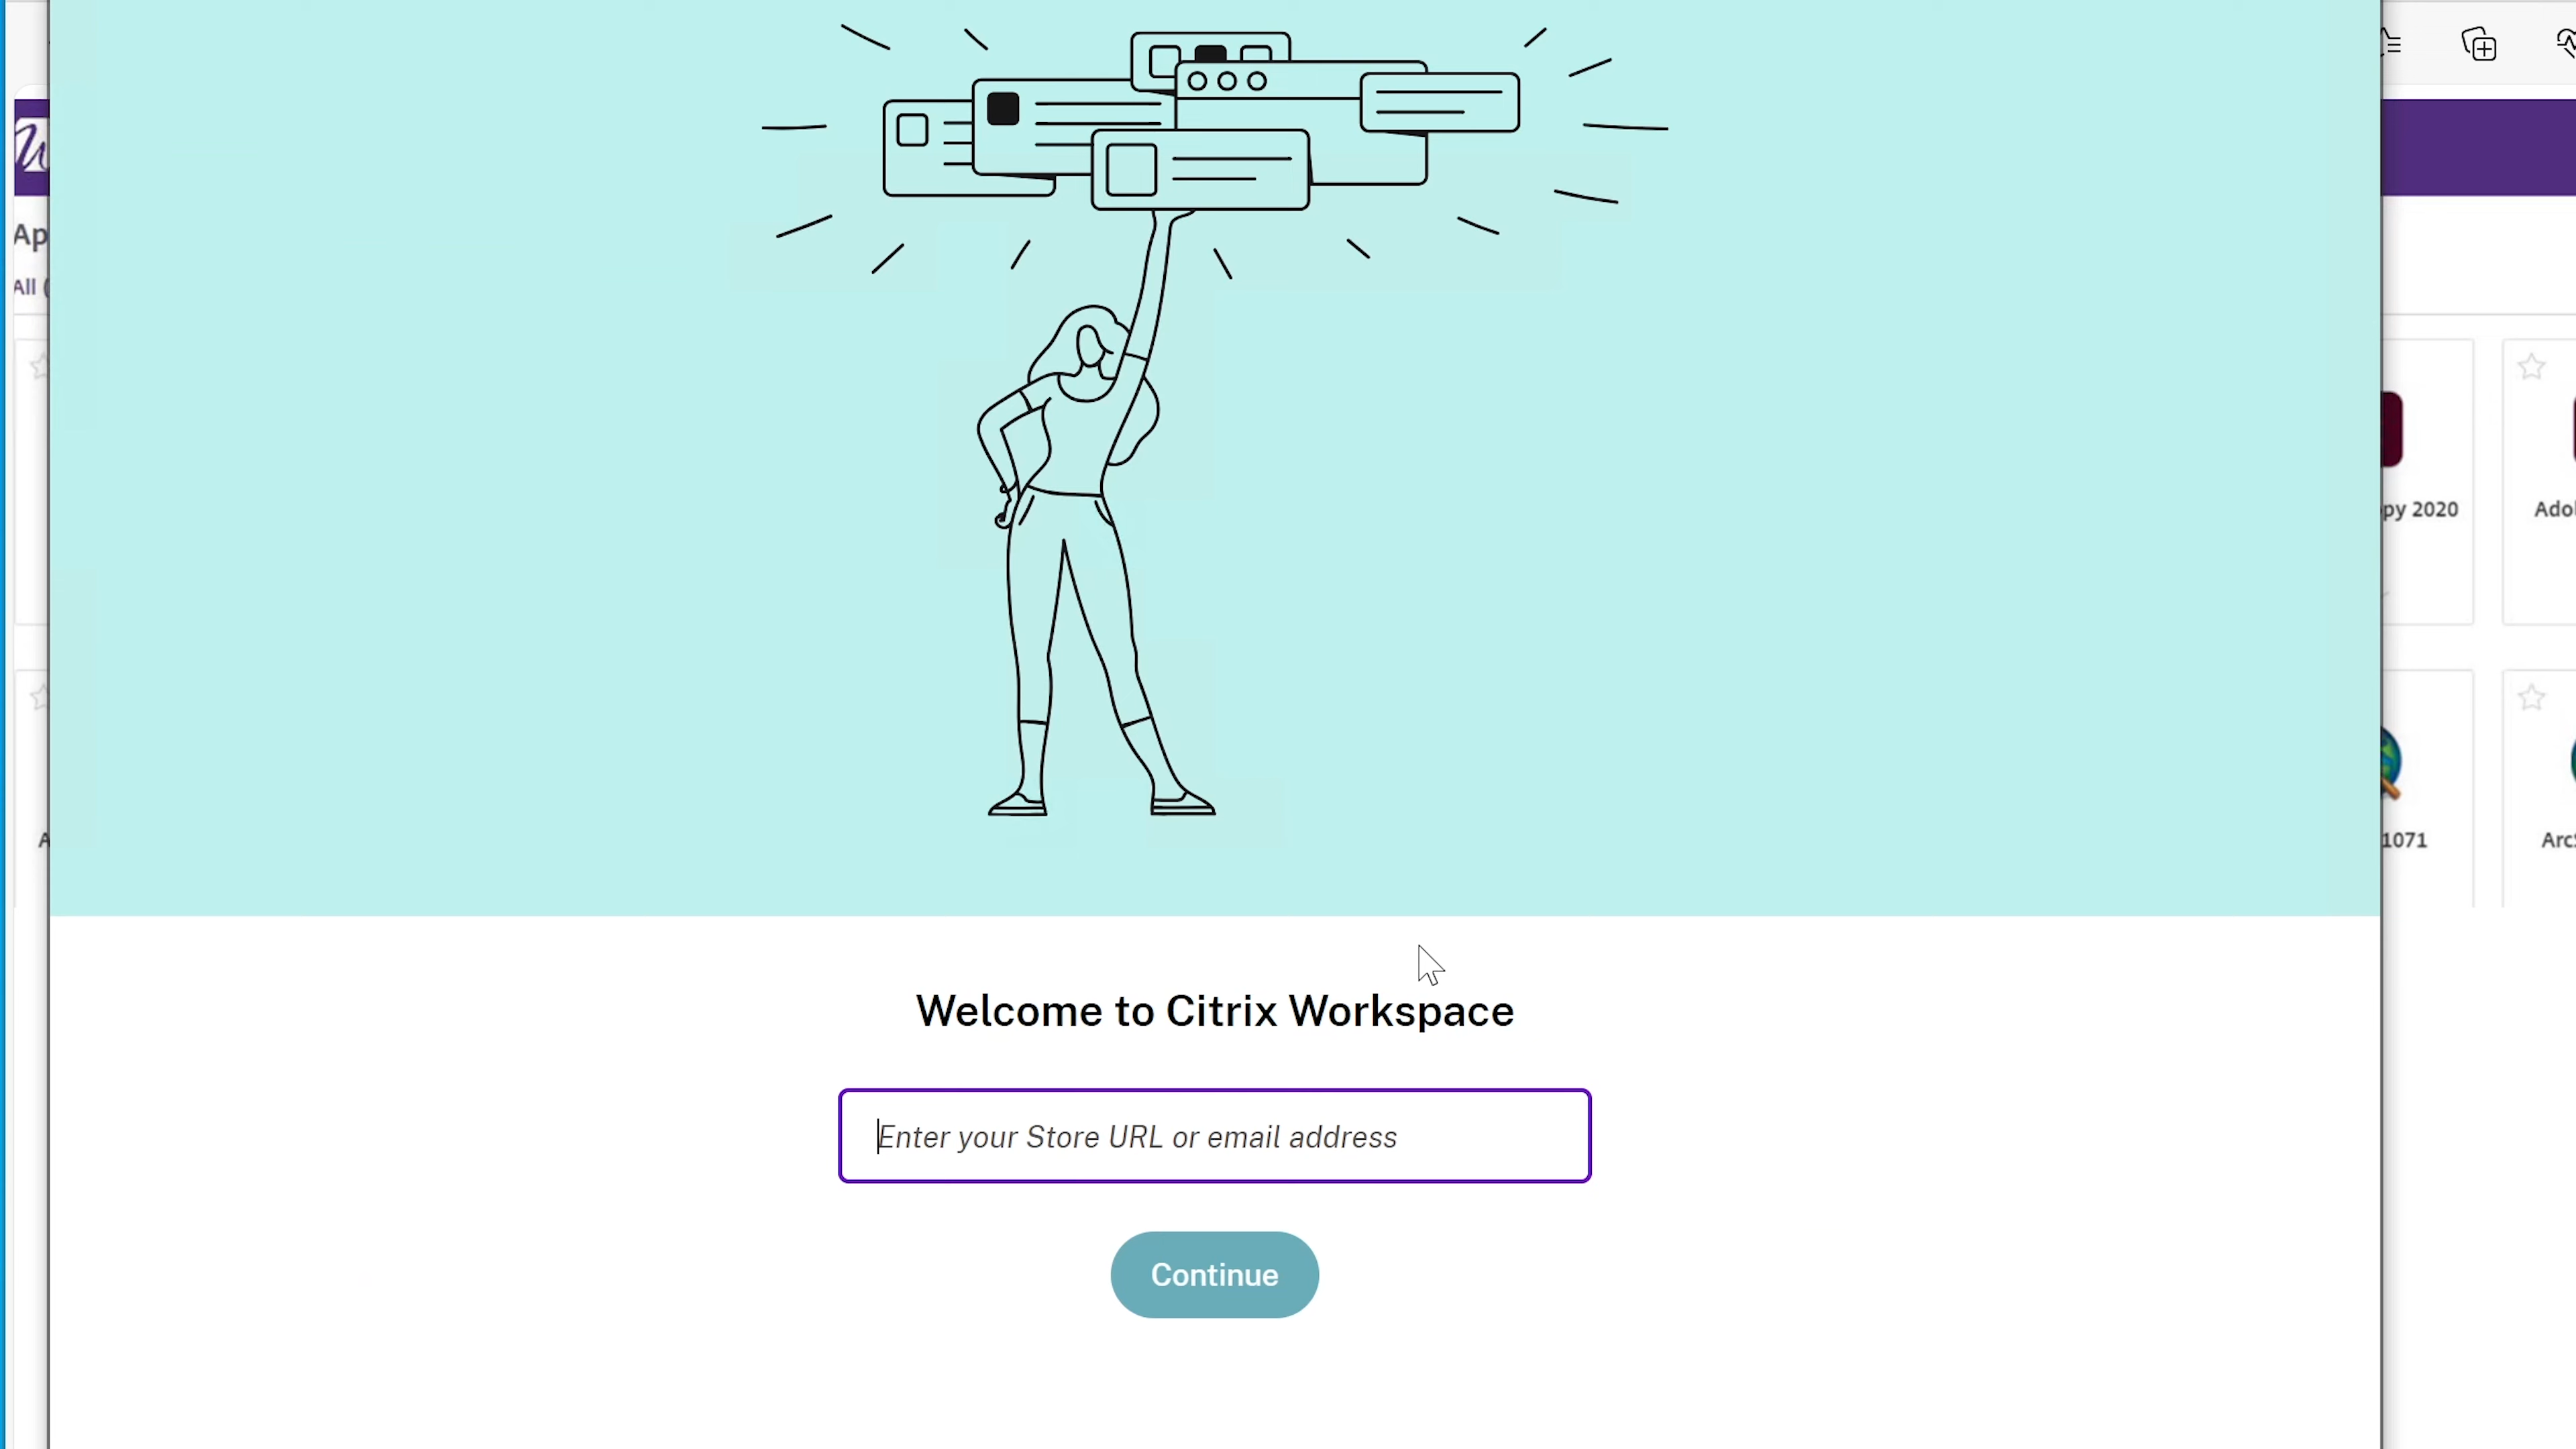 Ap
All (
py 2020
Ado
1071
Arc
Welcome to Citrix Workspace
Enter your Store URL or email address
Continue